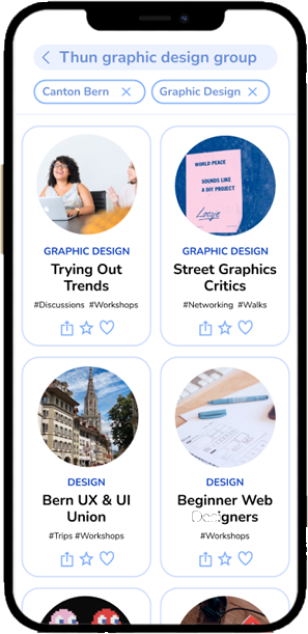 Thun graphic design group
Canton Bern
Graphic Design
WORLD PEACE
SOUNDS LIKE
A DIY PROJECT
GRAPHIC DESIGN
Trying Out
Trends
#Discussions #Workshops
GRAPHIC DESIGN
Street Graphics
Critics
#Networking #Walks
DESIGN
Bern UX & UI
Union
#Trips #Workshops
DESIGN
Beginner Web
#Workshops